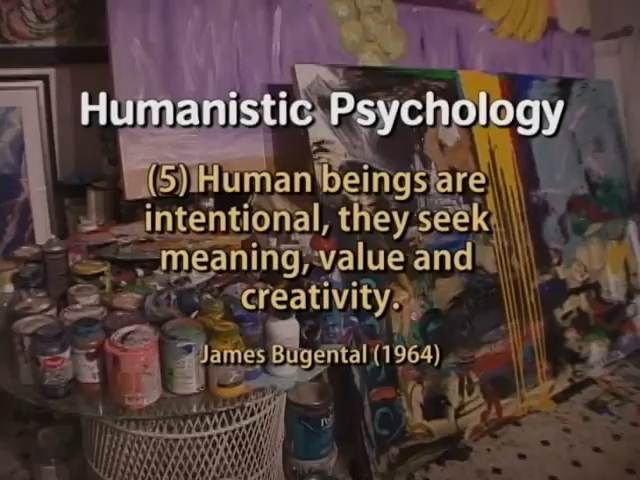 Humanistic Psychology
(5) Human beings are
intentional, they seek
meaning, value and
creativity.
James Bugental (1964)